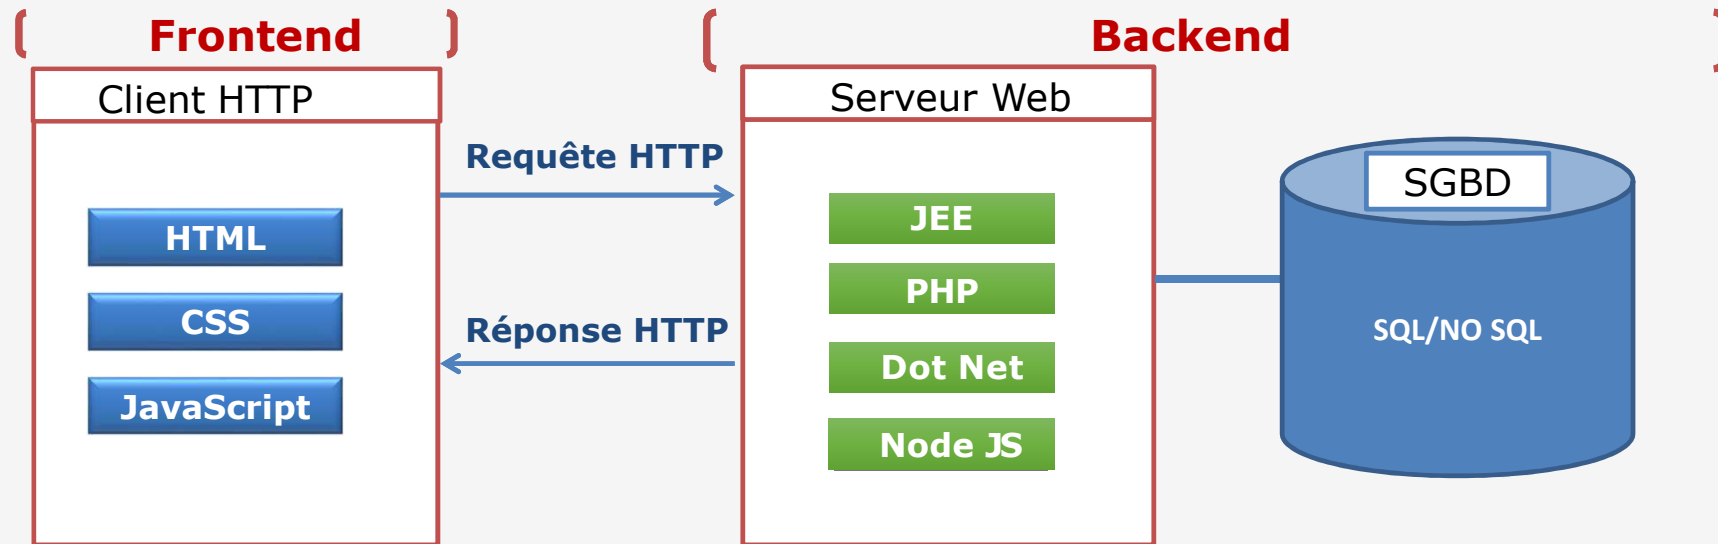 Frontend
Backend
Client HTTP
Serveur Web
Requête HTTP
SGBD
HTML
JEE
CSS
PHP
Réponse HTTP
SQL/NO SQL
JavaScript
Dot Net
Node JS